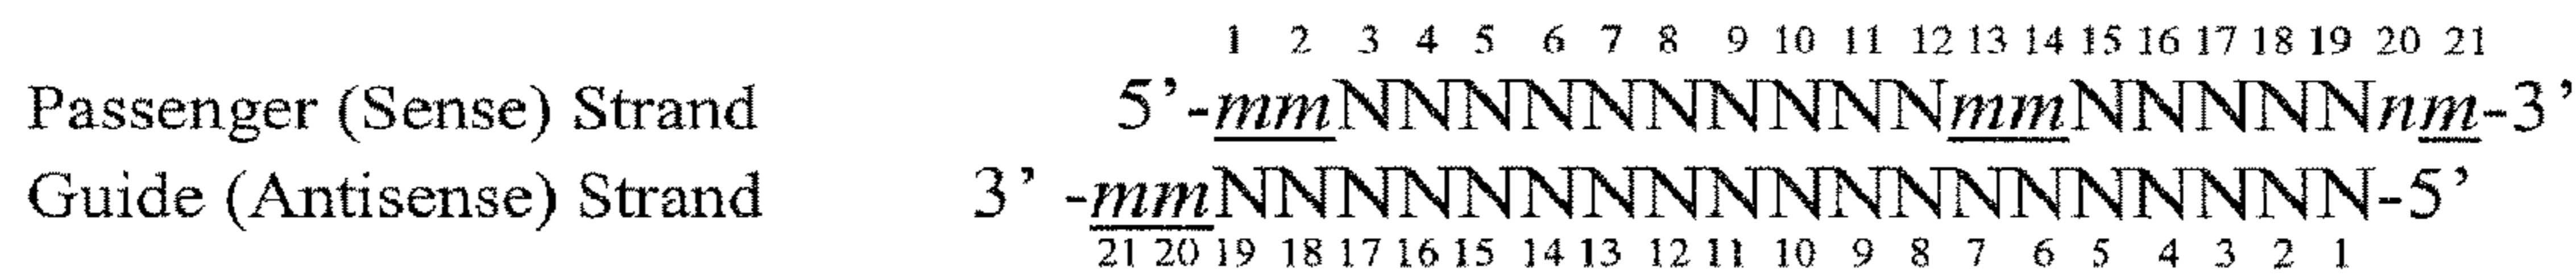 1 2 3 4 5 6 7 8 9 10 11 12 13 14 15 16 17 18 19 20 21
Passenger (Sense) Strand 5’-mmNNNNNNNNNNmmNNNNNnm-3’
Guide (Antisense) Strand 3’-mmNNNNNNNNNNNNNNNNNNN-5’
21 20 19 18 17 16 15 14 13 12 11 10 9 8 7 6 5 4 3 2 1